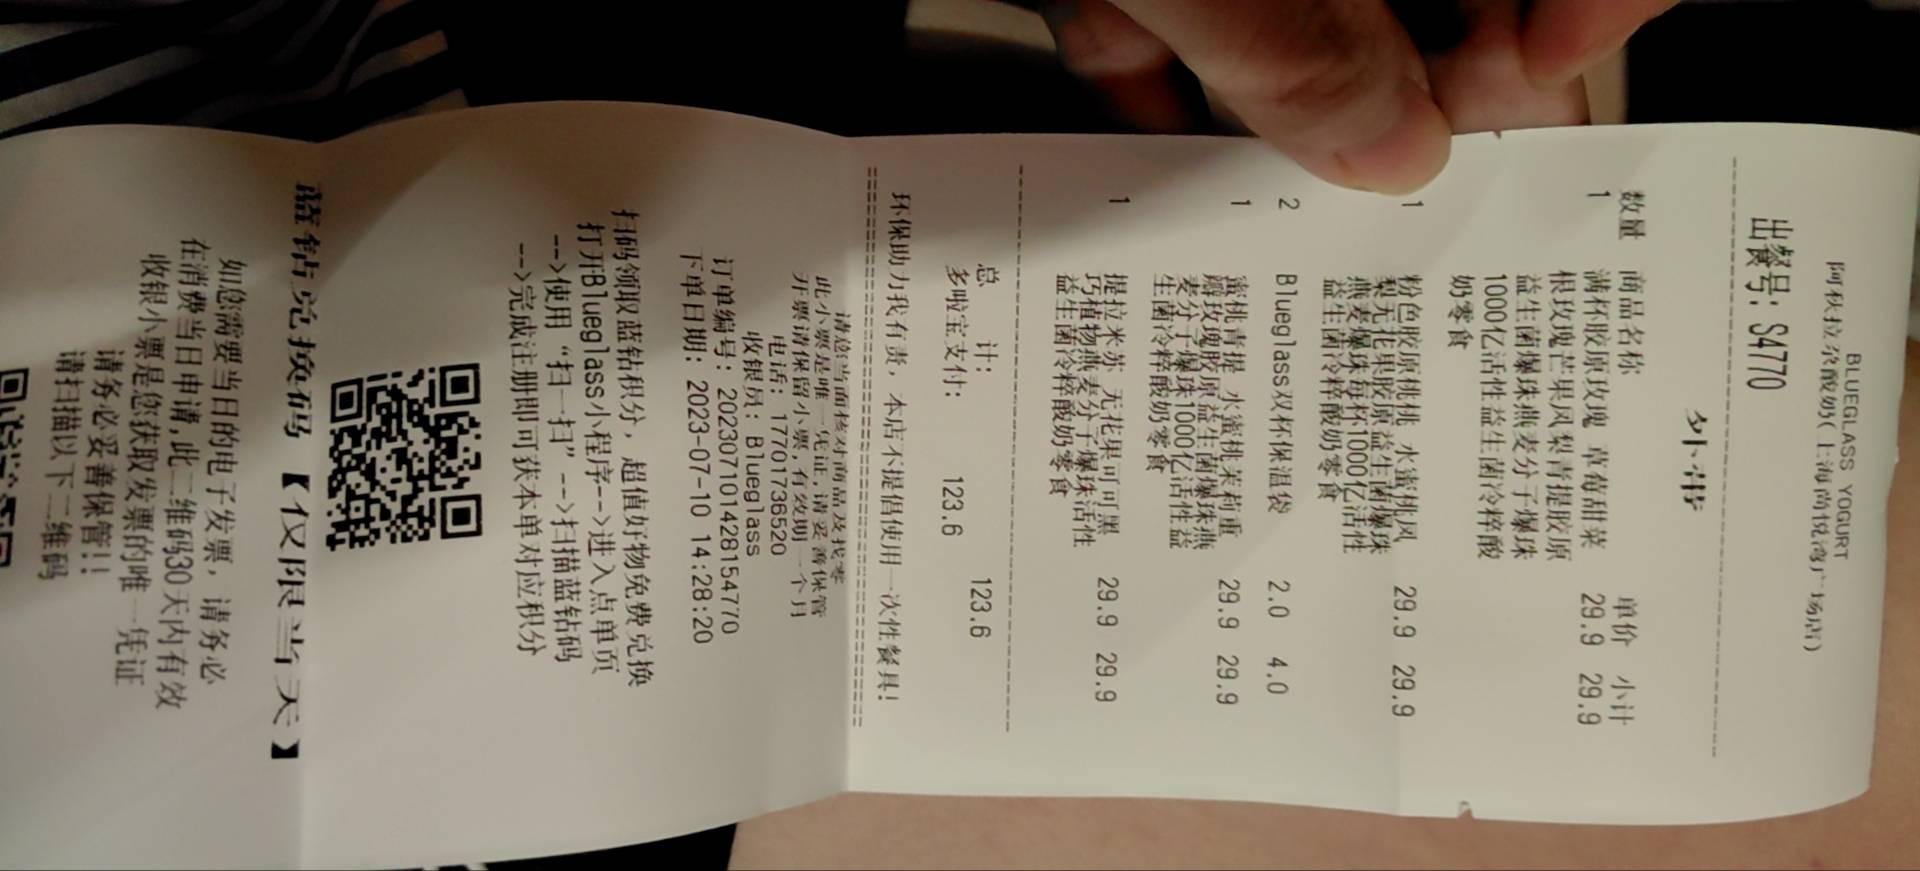 BLUEGLASS YOGURT
阿秋拉尕酸奶(上海尚悦湾广场店)
出餐号: S4770
外带
数量 商品名称 单价 小计
1 满杯胶原玫瑰 草莓甜菜 29.9 29.9
根玫瑰芒果凤梨青提胶原
益生菌爆珠燕麦分子爆珠
1000亿活性益生菌冷粹酸
奶零食
1 粉色胶原桃桃 水蜜桃凤 29.9 29.9
梨无花果胶原益生菌爆珠
燕麦爆珠每杯1000亿活性
益生菌冷粹酸奶零食
2 Blueglass双杯保温袋 2.0 4.0
1 蜜桃青提 水蜜桃茉莉重 29.9 29.9
瓣玫瑰胶原益生菌爆珠燕
麦分子爆珠1000亿活性益
生菌冷粹酸奶零食
1 提拉米苏 无花果可可黑 29.9 29.9
巧植物燕麦分子爆珠活性
益生菌冷粹酸奶零食
总 计: 123.6
多啦宝支付: 123.6
环保助力我有责, 本店不提倡使用一次性餐具!
请您当面核对商品及找零
此小票是唯一凭证,请妥善保管
开票请保留小票,有效期一个月
电话: 17701736520
收银员: Blueglass
订单编号: 202307101428154770
下单日期: 2023-07-10 14:28:20
扫码领取蓝钻积分, 超值好物免费兑换
打开Blueglass小程序-->进入点单页
-->使用 “扫一扫” -->扫描蓝钻码
-->完成注册即可获本单对应积分
蓝钻兑换码【仅限当天】
如您需要当日的电子发票, 请务必
在消费当日申请,此二维码30天内有效
收银小票是您获取发票的唯一凭证
请务必妥善保管!!
请扫描以下二维码